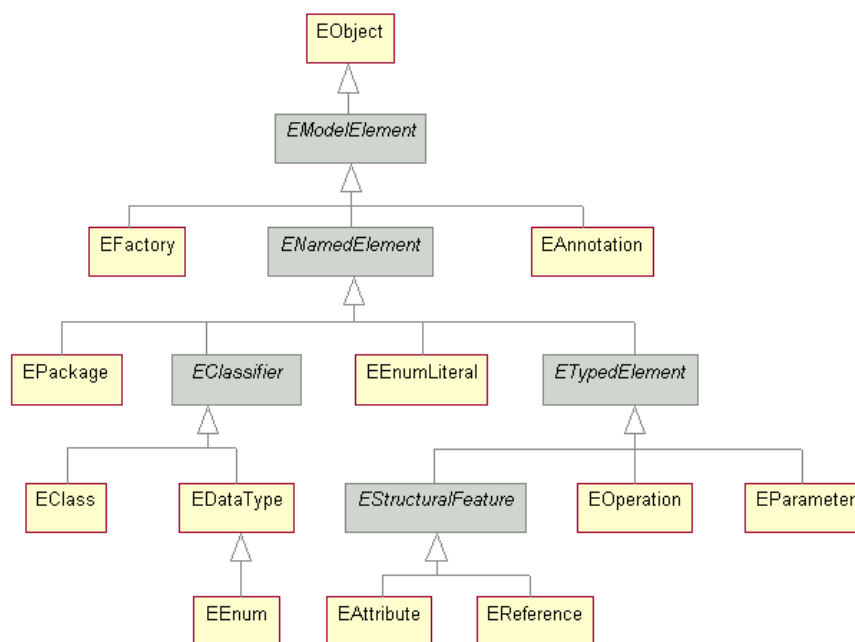 EObject
EModelElement
EFactory
ENamedElement
EAnnotation
EPackage
EClassifier
EEnumLiteral
ETypedElement
EClass
EDataType
EStructuralFeature
EOperation
EParameter
EEnum
EAttribute
EReference